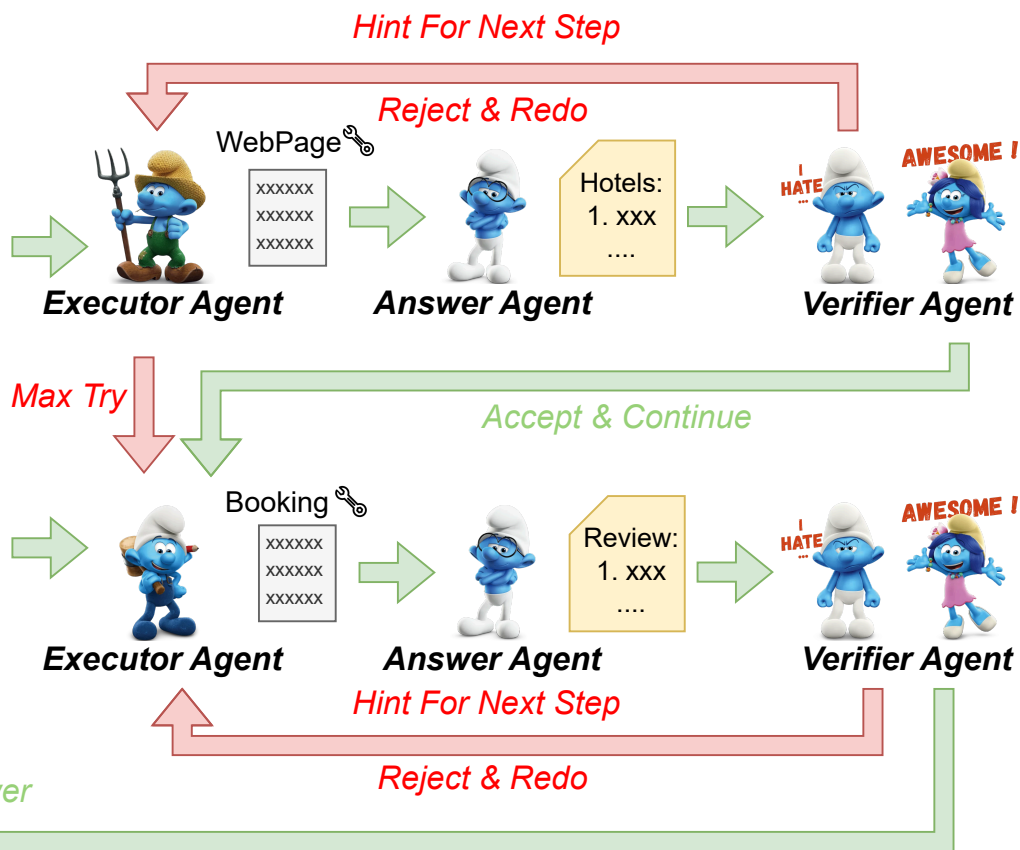 Hint For Next Step
Reject & Redo
WebPage
xxxxxx
xxxxxx
xxxxxx
Hotels:
1. xxx
....
I
HATE
...
AWESOME !
Executor Agent
Answer Agent
Verifier Agent
Max Try
Accept & Continue
Booking
xxxxxx
xxxxxx
xxxxxx
Review:
1. xxx
....
I
HATE
...
AWESOME !
Executor Agent
Answer Agent
Verifier Agent
Hint For Next Step
Reject & Redo